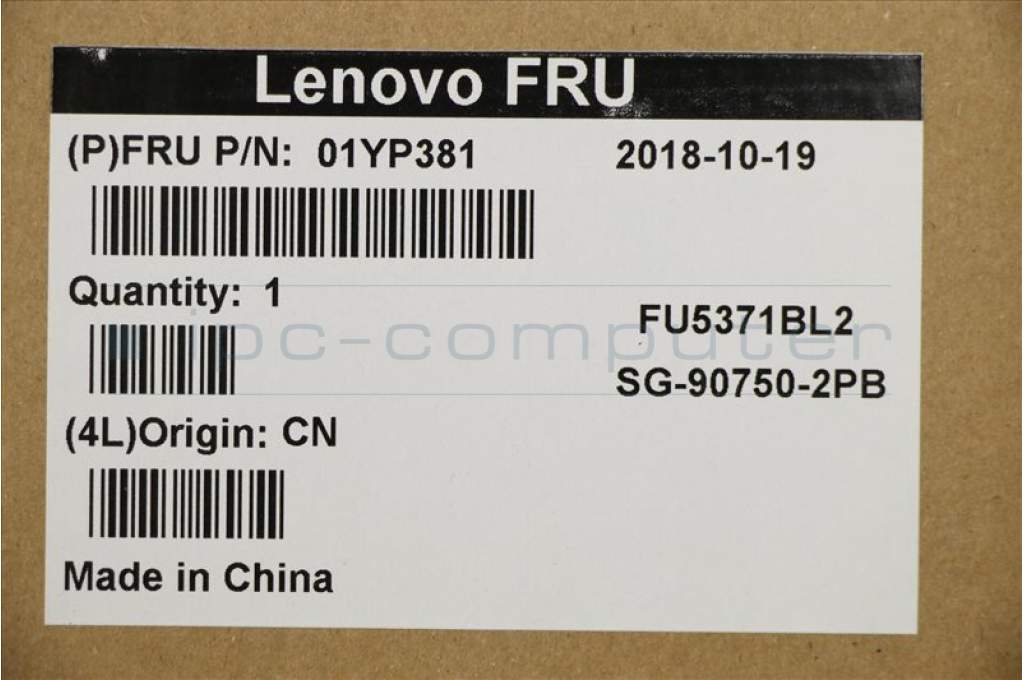 Lenovo FRU
(P)FRU P/N: 01YP381 2018-10-19
Quantity: 1
FU5371BL2
ipc-computer
SG-90750-2PB
(4L)Origin: CN
Made in China